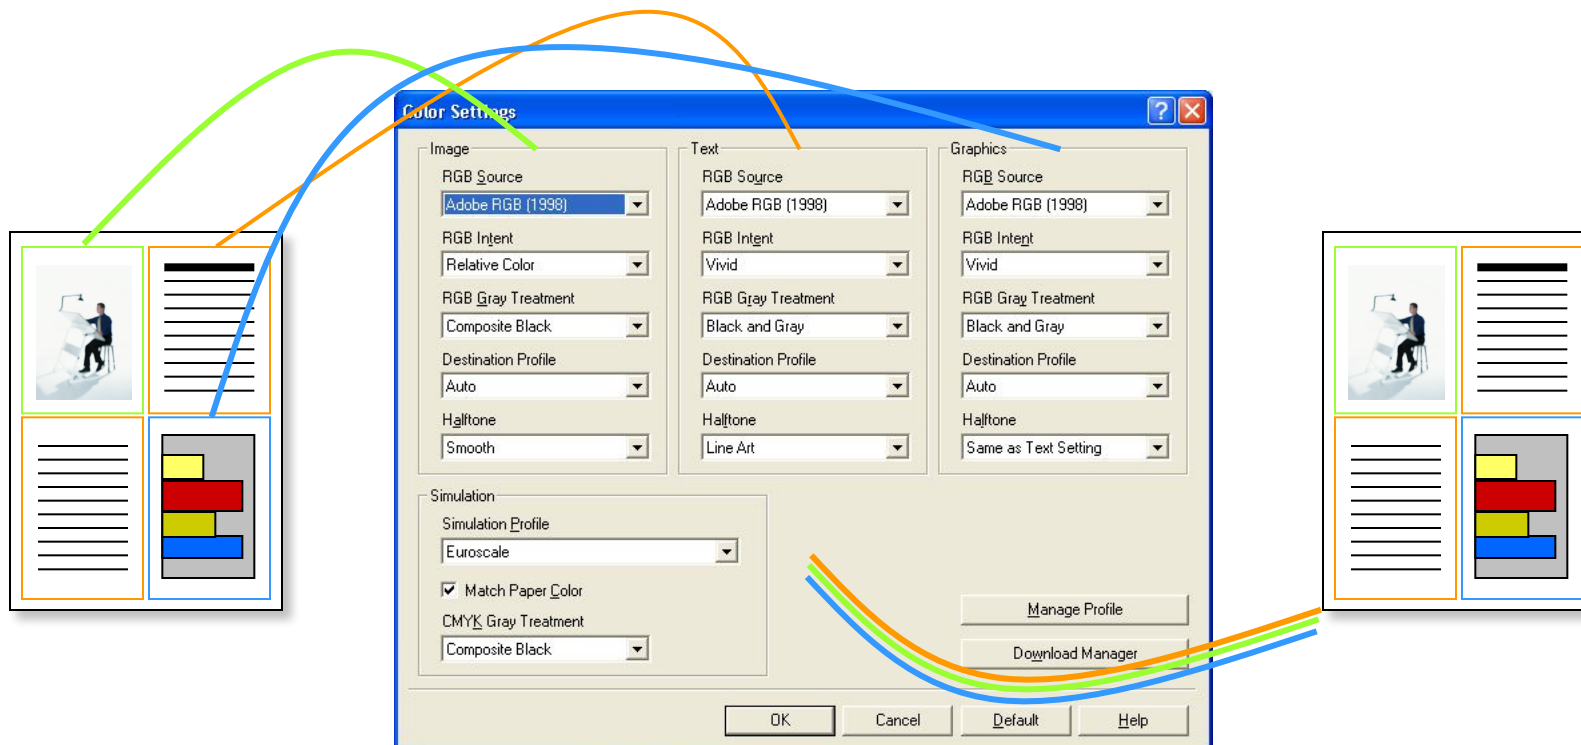 Color Settings
Image
RGB Source
Adobe RGB (1998)
RGB Intent
Relative Color
RGB Gray Treatment
Composite Black
Destination Profile
Auto
Halftone
Smooth
Text
RGB Source
Adobe RGB (1998)
RGB Intent
Vivid
RGB Gray Treatment
Black and Gray
Destination Profile
Auto
Halftone
Line Art
Graphics
RGB Source
Adobe RGB (1998)
RGB Intent
Vivid
RGB Gray Treatment
Black and Gray
Destination Profile
Auto
Halftone
Same as Text Setting
Simulation
Simulation Profile
Euroscale
Match Paper Color
CMYK Gray Treatment
Composite Black
Manage Profile
Download Manager
OK Cancel Default Help